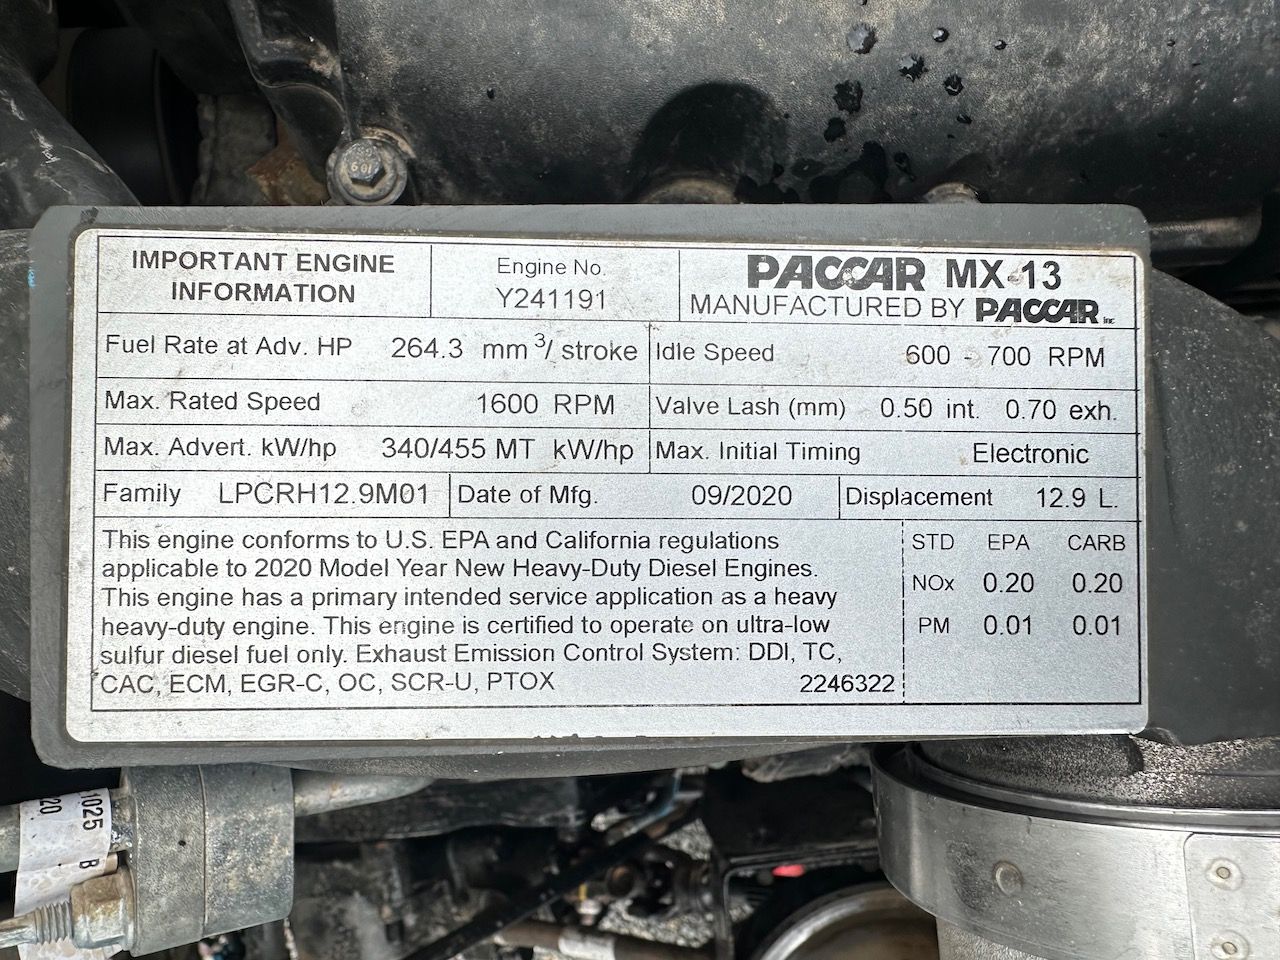 IMPORTANT ENGINE
INFORMATION
Engine No.
Y241191
PACCAR MX-13
MANUFACTURED BY PACCAR inc
Fuel Rate at Adv. HP 264.3 mm3/ stroke
Idle Speed 600 - 700 RPM
Max. Rated Speed 1600 RPM
Valve Lash (mm) 0.50 int. 0.70 exh.
Max. Advert. kW/hp 340/455 MT kW/hp
Max. Initial Timing Electronic
Family LPCRH12.9M01
Date of Mfg. 09/2020
Displacement 12.9 L.
This engine conforms to U.S. EPA and California regulations
applicable to 2020 Model Year New Heavy-Duty Diesel Engines.
This engine has a primary intended service application as a heavy
heavy-duty engine. This engine is certified to operate on ultra-low
sulfur diesel fuel only. Exhaust Emission Control System: DDI, TC,
CAC, ECM, EGR-C, OC, SCR-U, PTOX
2246322
STD EPA CARB
NOx 0.20 0.20
PM 0.01 0.01
1025 B
20